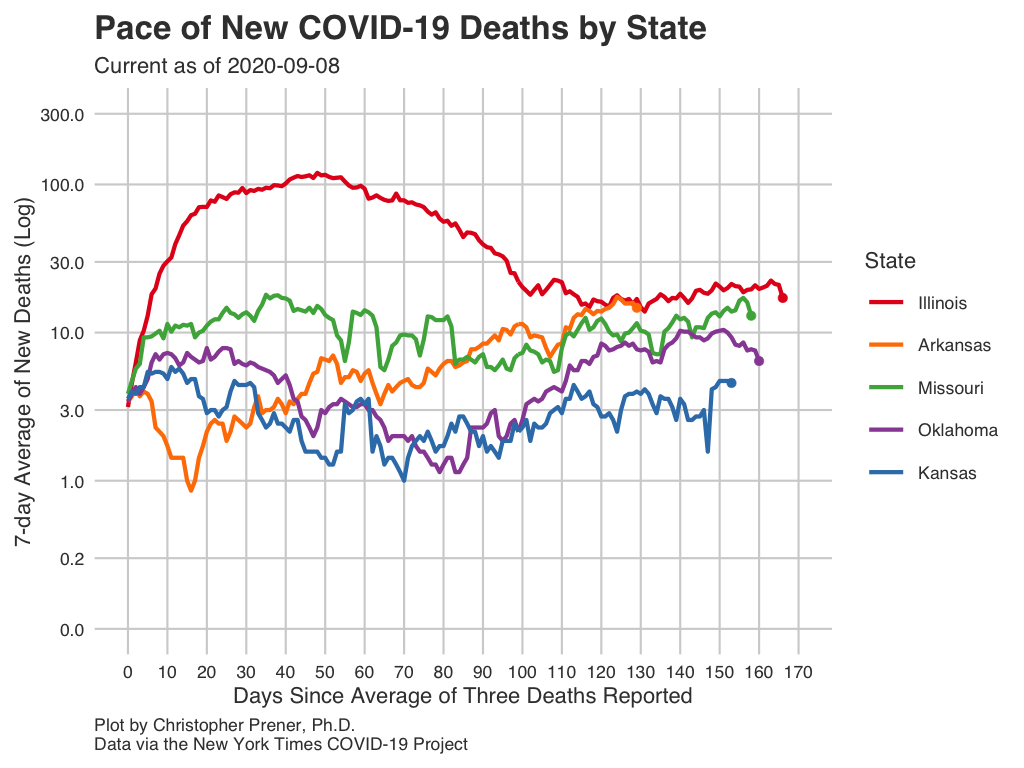 Pace of New COVID-19 Deaths by State
Current as of 2020-09-08
7-day Average of New Deaths (Log)
300.0
100.0
30.0
10.0
3.0
1.0
0.2
0.0
0 10 20 30 40 50 60 70 80 90 100 110 120 130 140 150 160 170
Days Since Average of Three Deaths Reported
State
Illinois
Arkansas
Missouri
Oklahoma
Kansas
Plot by Christopher Prener, Ph.D.
Data via the New York Times COVID-19 Project